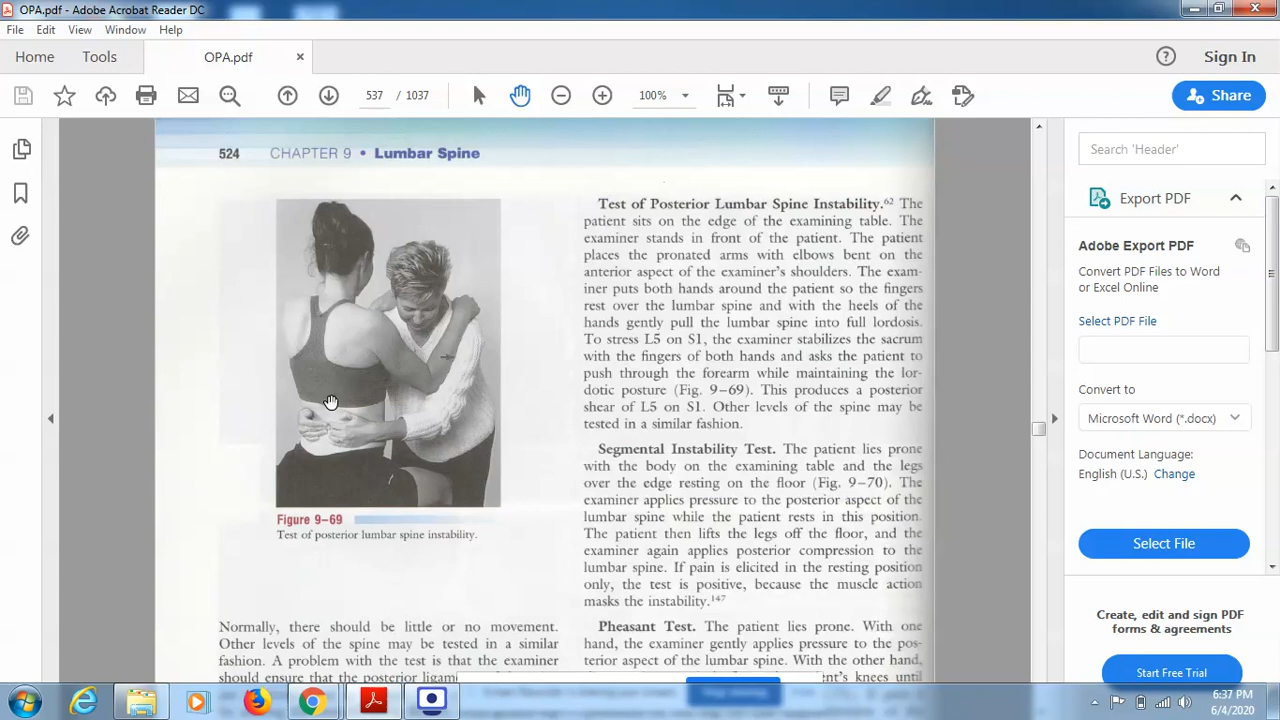 OPA.pdf - Adobe Acrobat Reader DC
File Edit View Window Help
Home Tools OPA.pdf × ? Sign In
537 / 1037 100% Share
524 CHAPTER 9 • Lumbar Spine
Figure 9–69
Test of posterior lumbar spine instability.
Normally, there should be little or no movement.
Other levels of the spine may be tested in a similar
fashion. A problem with the test is that the examiner
should ensure that the posterior
Test of Posterior Lumbar Spine Instability.⁶² The
patient sits on the edge of the examining table. The
examiner stands in front of the patient. The patient
places the pronated arms with elbows bent on the
anterior aspect of the examiner's shoulders. The exam-
iner puts both hands around the patient so the fingers
rest over the lumbar spine and with the heels of the
hands gently pull the lumbar spine into full lordosis.
To stress L5 on S1, the examiner stabilizes the sacrum
with the fingers of both hands and asks the patient to
push through the forearm while maintaining the lor-
dotic posture (Fig. 9–69). This produces a posterior
shear of L5 on S1. Other levels of the spine may be
tested in a similar fashion.
Segmental Instability Test. The patient lies prone
with the body on the examining table and the legs
over the edge resting on the floor (Fig. 9–70). The
examiner applies pressure to the posterior aspect of the
lumbar spine while the patient rests in this position.
The patient then lifts the legs off the floor, and the
examiner again applies posterior compression to the
lumbar spine. If pain is elicited in the resting position
only, the test is positive, because the muscle action
masks the instability.¹⁴⁷
Pheasant Test. The patient lies prone. With one
hand, the examiner gently applies pressure to the pos-
terior aspect of the lumbar spine. With the other hand,
knees until
Search 'Header'
Export PDF
Adobe Export PDF
Convert PDF Files to Word
or Excel Online
Select PDF File
Convert to
Microsoft Word (*.docx)
Document Language:
English (U.S.) Change
Select File
Create, edit and sign PDF
forms & agreements
Start Free Trial
6:37 PM
6/4/2020